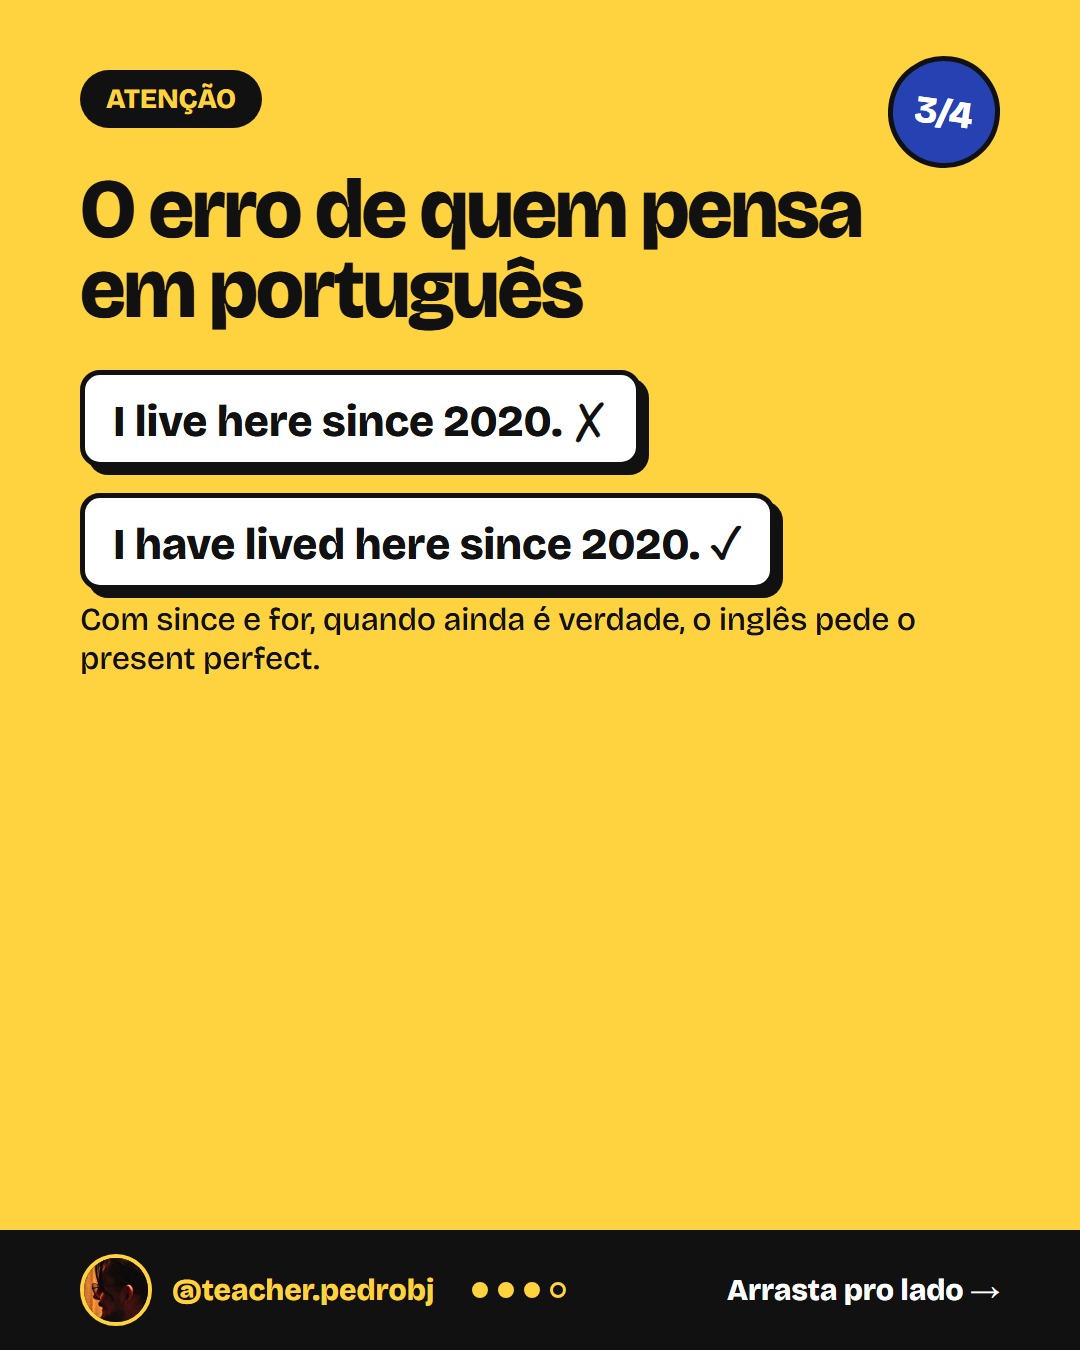 ATENÇÃO
3/4
O erro de quem pensa
em português
I live here since 2020. ✗
I have lived here since 2020. ✓
Com since e for, quando ainda é verdade, o inglês pede o
present perfect.
@teacher.pedrobj
Arrasta pro lado →